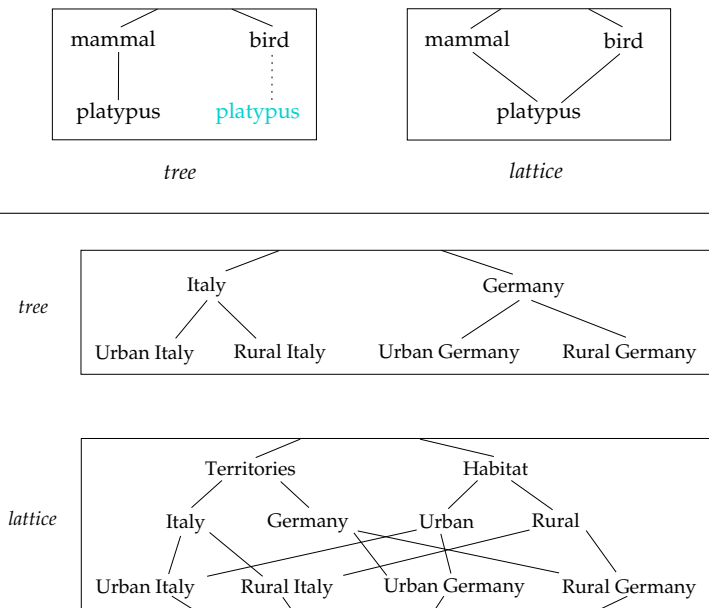 mammal bird
platypus platypus
tree
mammal bird
platypus
lattice
tree
Italy Germany
Urban Italy Rural Italy Urban Germany Rural Germany
lattice
Territories Habitat
Italy Germany Urban Rural
Urban Italy Rural Italy Urban Germany Rural Germany